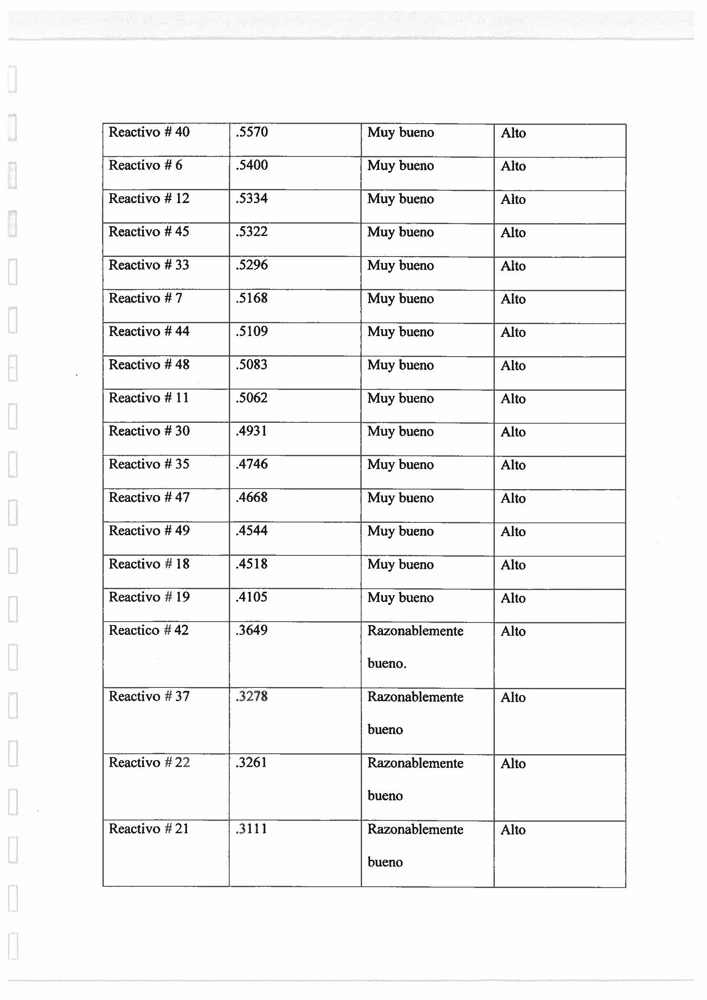 Reactivo # 40 .5570 Muy bueno Alto
Reactivo # 6 .5400 Muy bueno Alto
Reactivo # 12 .5334 Muy bueno Alto
Reactivo # 45 .5322 Muy bueno Alto
Reactivo # 33 .5296 Muy bueno Alto
Reactivo # 7 .5168 Muy bueno Alto
Reactivo # 44 .5109 Muy bueno Alto
Reactivo # 48 .5083 Muy bueno Alto
Reactivo # 11 .5062 Muy bueno Alto
Reactivo # 30 .4931 Muy bueno Alto
Reactivo # 35 .4746 Muy bueno Alto
Reactivo # 47 .4668 Muy bueno Alto
Reactivo # 49 .4544 Muy bueno Alto
Reactivo # 18 .4518 Muy bueno Alto
Reactivo # 19 .4105 Muy bueno Alto
Reactico # 42 .3649 Razonablemente Alto
bueno.
Reactivo # 37 .3278 Razonablemente Alto
bueno
Reactivo # 22 .3261 Razonablemente Alto
bueno
Reactivo # 21 .3111 Razonablemente Alto
bueno